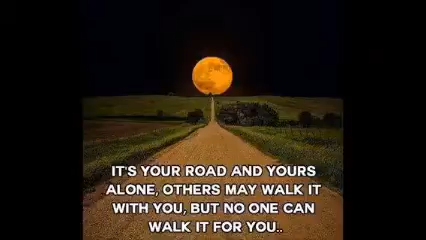 IT'S YOUR ROAD AND YOURS
ALONE, OTHERS MAY WALK IT
WITH YOU, BUT NO ONE CAN
WALK IT FOR YOU..